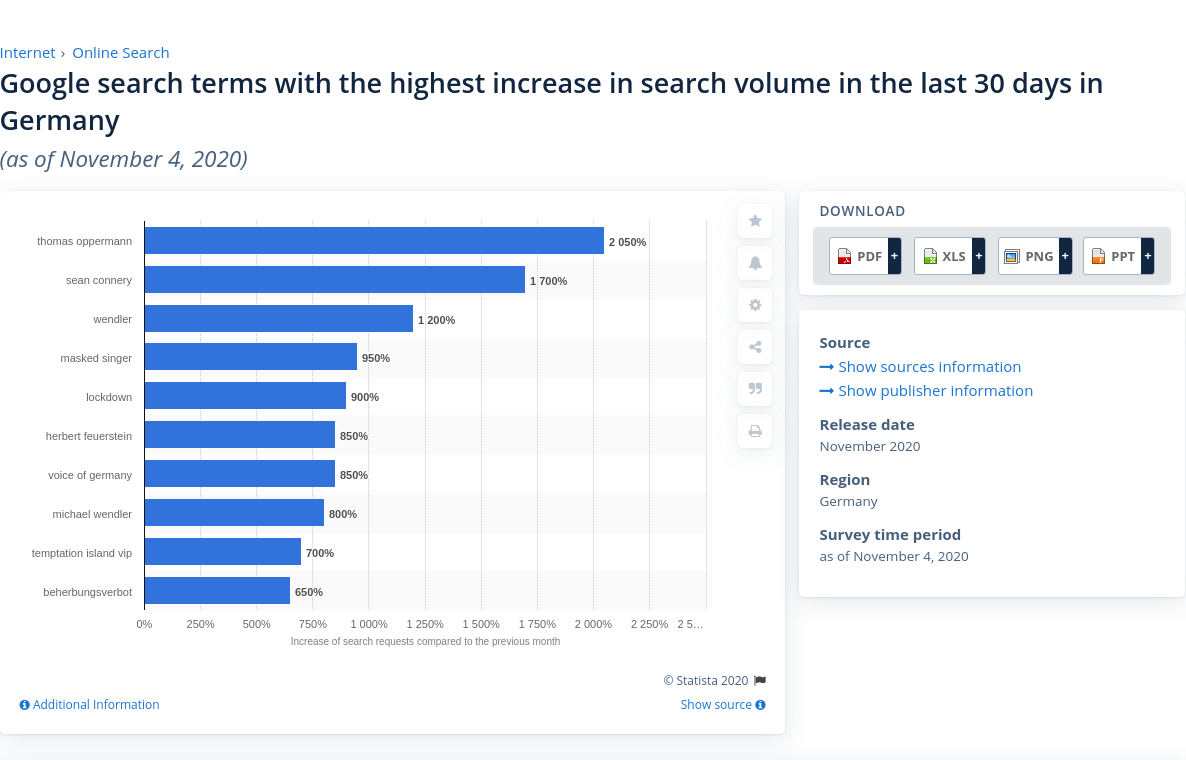 Internet › Online Search
Google search terms with the highest increase in search volume in the last 30 days in
Germany
(as of November 4, 2020)
thomas oppermann 2 050%
sean connery 1 700%
wendler 1 200%
masked singer 950%
lockdown 900%
herbert feuerstein 850%
voice of germany 850%
michael wendler 800%
temptation island vip 700%
beherbungsverbot 650%
0% 250% 500% 750% 1 000% 1 250% 1 500% 1 750% 2 000% 2 250% 2 5…
Increase of search requests compared to the previous month
© Statista 2020
Additional Information
Show source
DOWNLOAD
PDF + XLS + PNG + PPT +
Source
Show sources information
Show publisher information
Release date
November 2020
Region
Germany
Survey time period
as of November 4, 2020